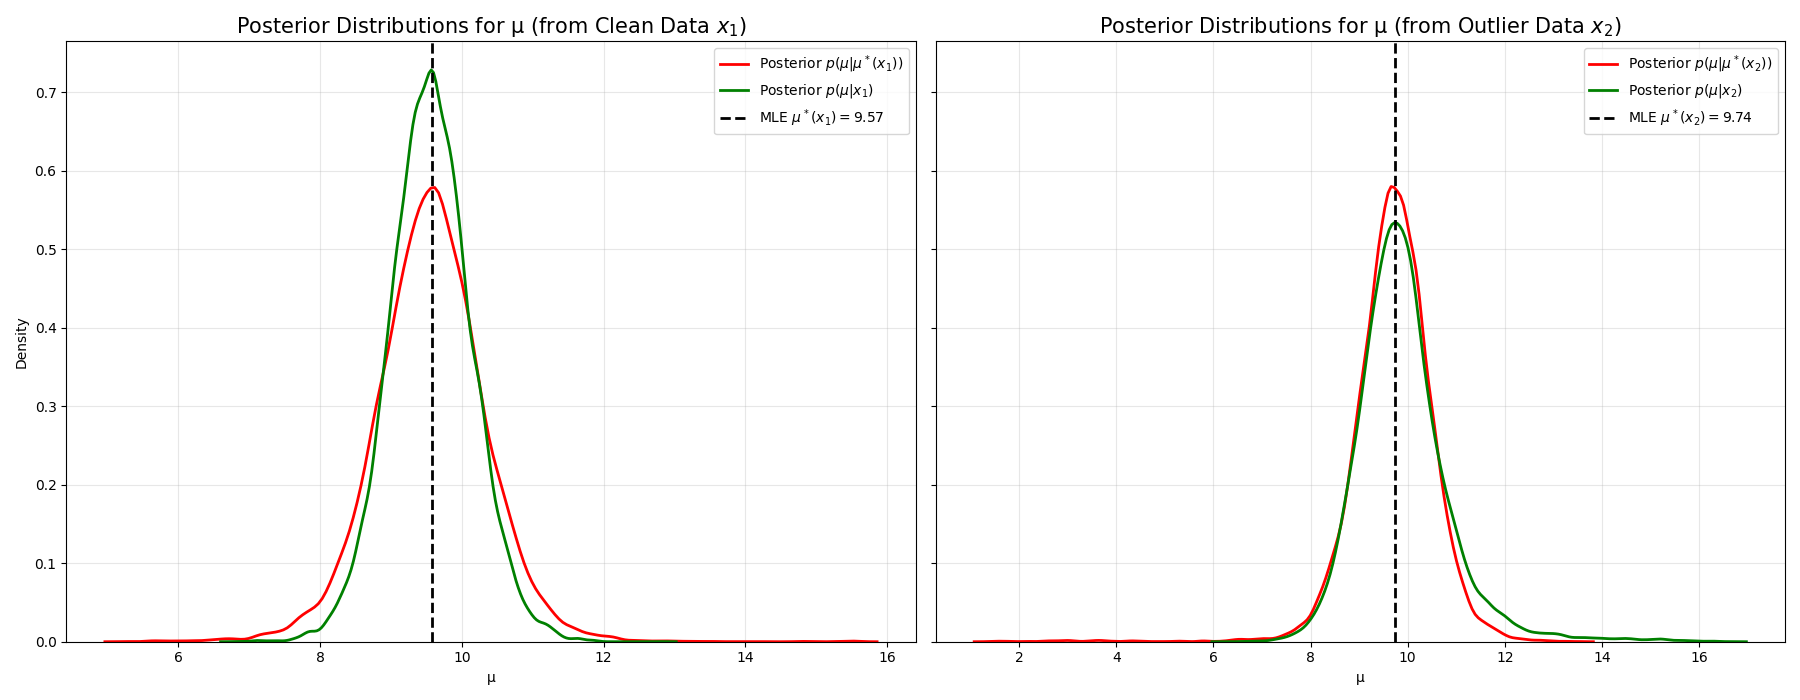 Posterior Distributions for μ (from Clean Data x₁)
Posterior p(μ|μ*(x₁))
Posterior p(μ|x₁)
MLE μ*(x₁) = 9.57
Density
0.7
0.6
0.5
0.4
0.3
0.2
0.1
0.0
6 8 10 12 14 16
μ
Posterior Distributions for μ (from Outlier Data x₂)
Posterior p(μ|μ*(x₂))
Posterior p(μ|x₂)
MLE μ*(x₂) = 9.74
2 4 6 8 10 12 14 16
μ